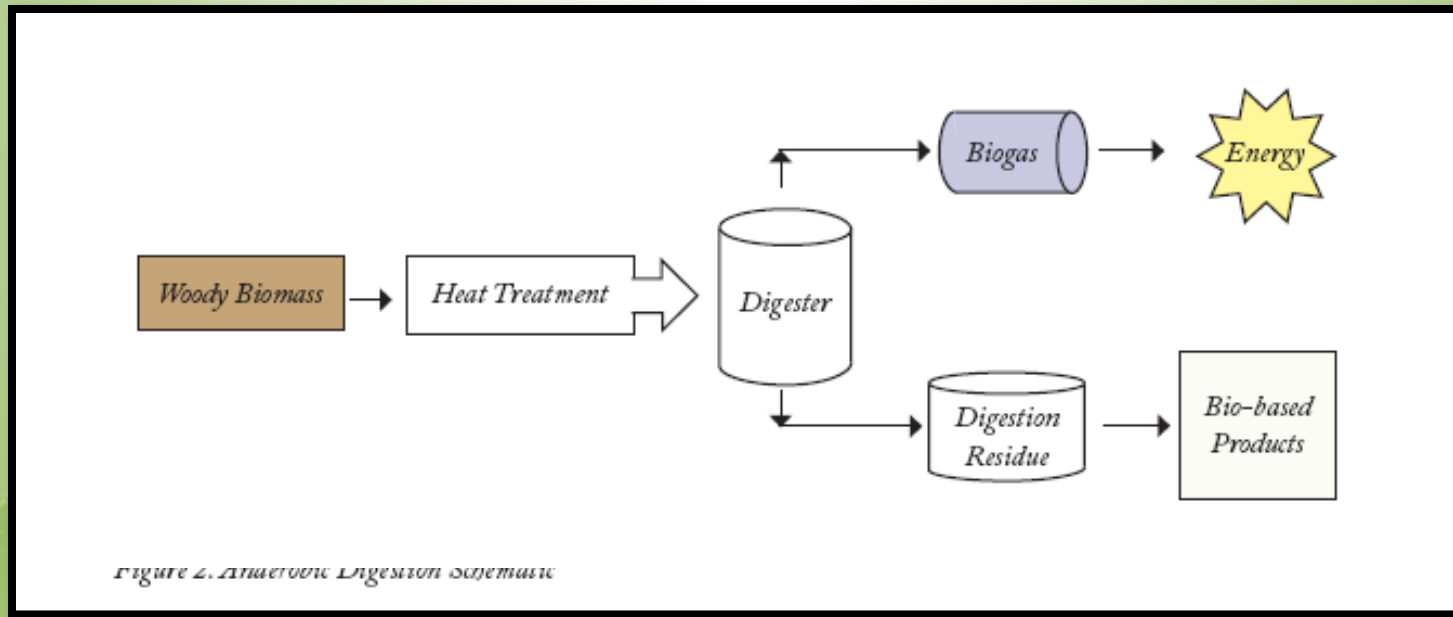 Biogas
Energy
Woody Biomass
Heat Treatment
Digester
Digestion
Residue
Bio-based
Products
Figure 2. Anaerobic Digestion Schematic